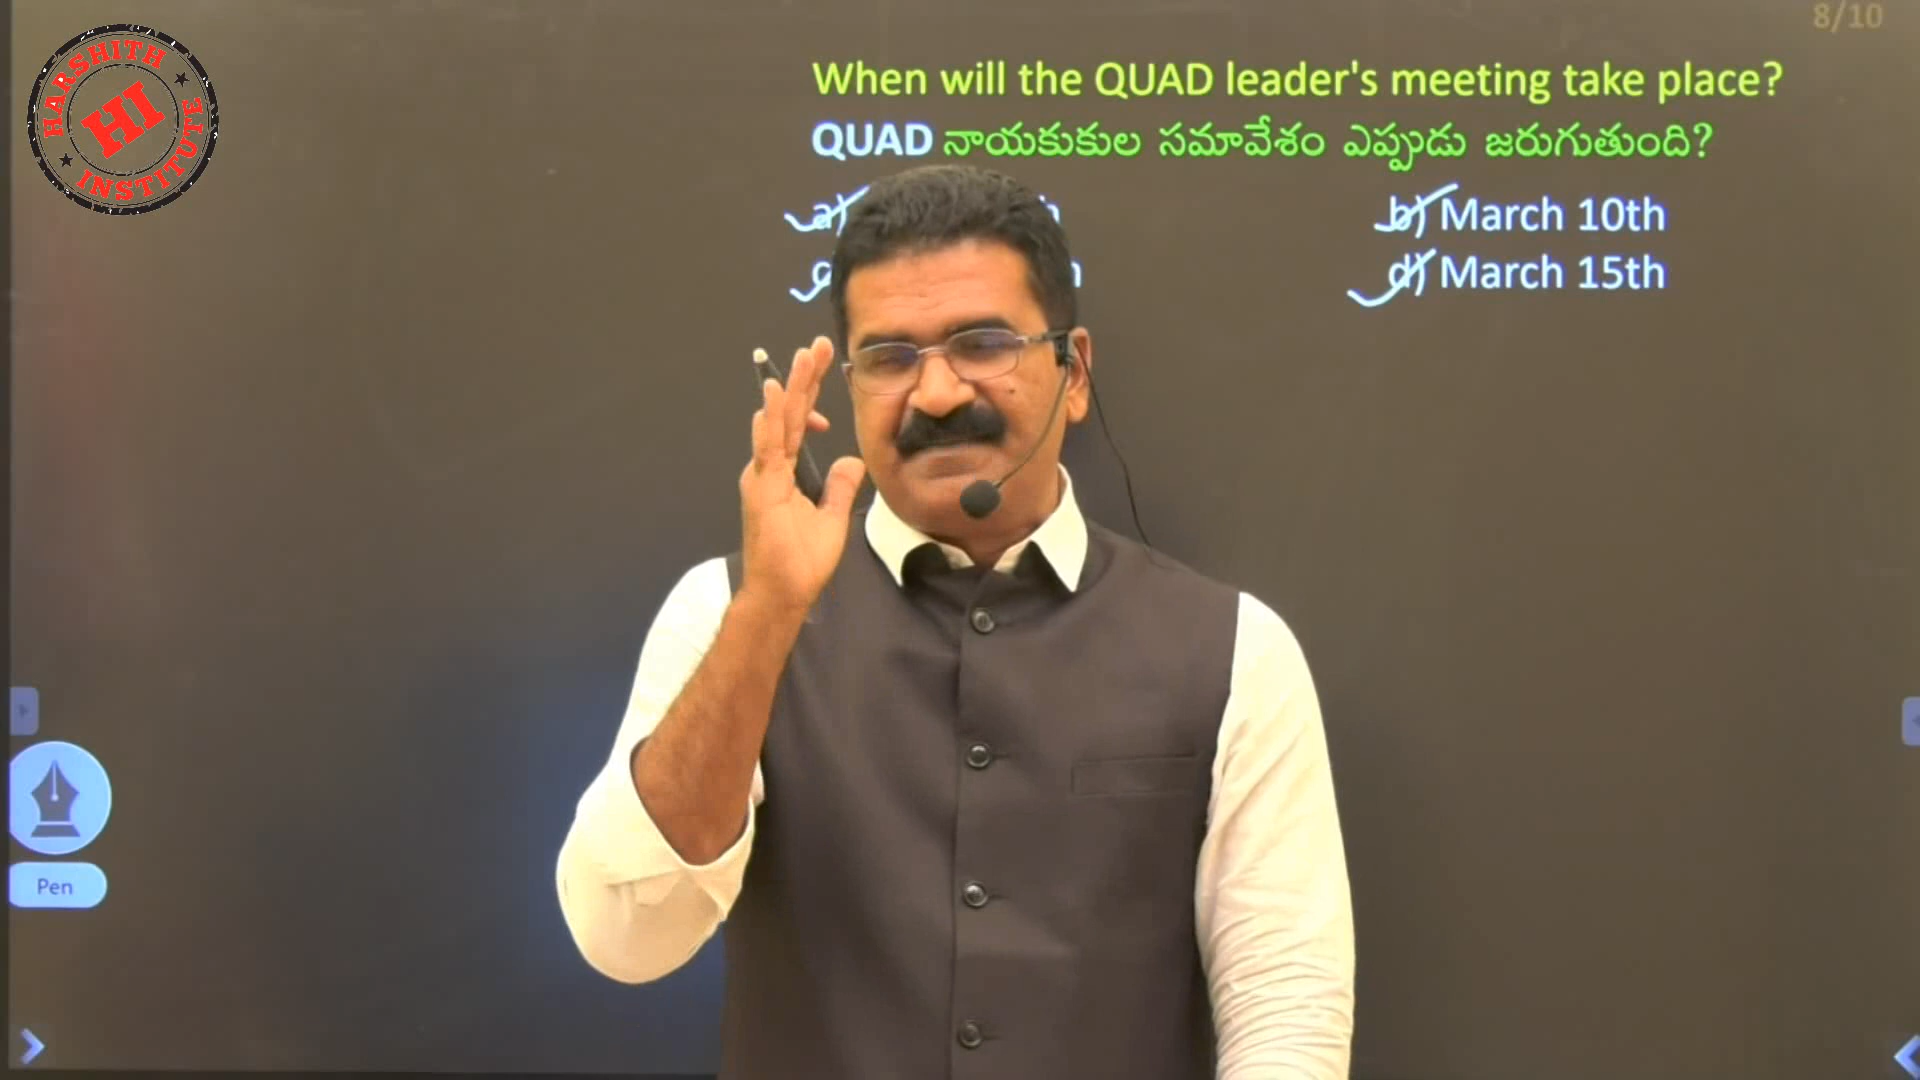 8/10
HARSHITH
HI
INSTITUTE
When will the QUAD leader's meeting take place?
QUAD నాయకుకుల సమావేశం ఎప్పుడు జరుగుతుంది?
a) b) March 10th
d) March 15th
Pen